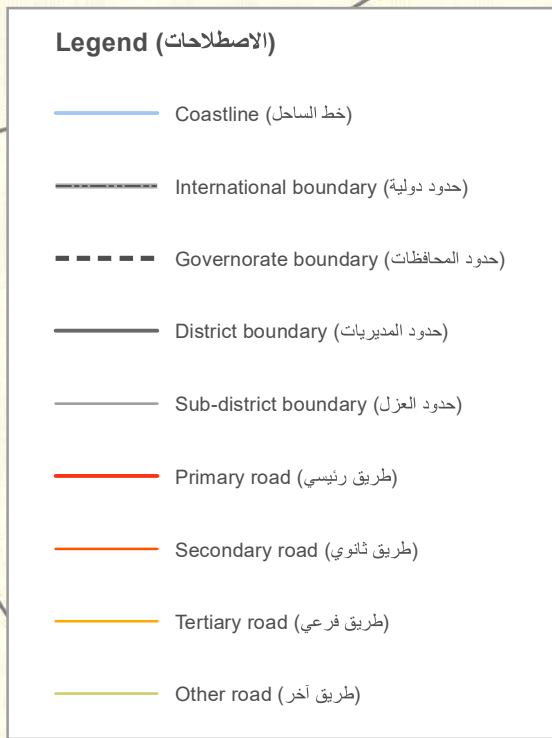 Legend (الاصطلاحات)
Coastline (خط الساحل)
International boundary (حدود دولية)
Governorate boundary (حدود المحافظات)
District boundary (حدود المديريات)
Sub-district boundary (حدود العزل)
Primary road (طريق رئيسي)
Secondary road (طريق ثانوي)
Tertiary road (طريق فرعي)
Other road (طريق آخر)